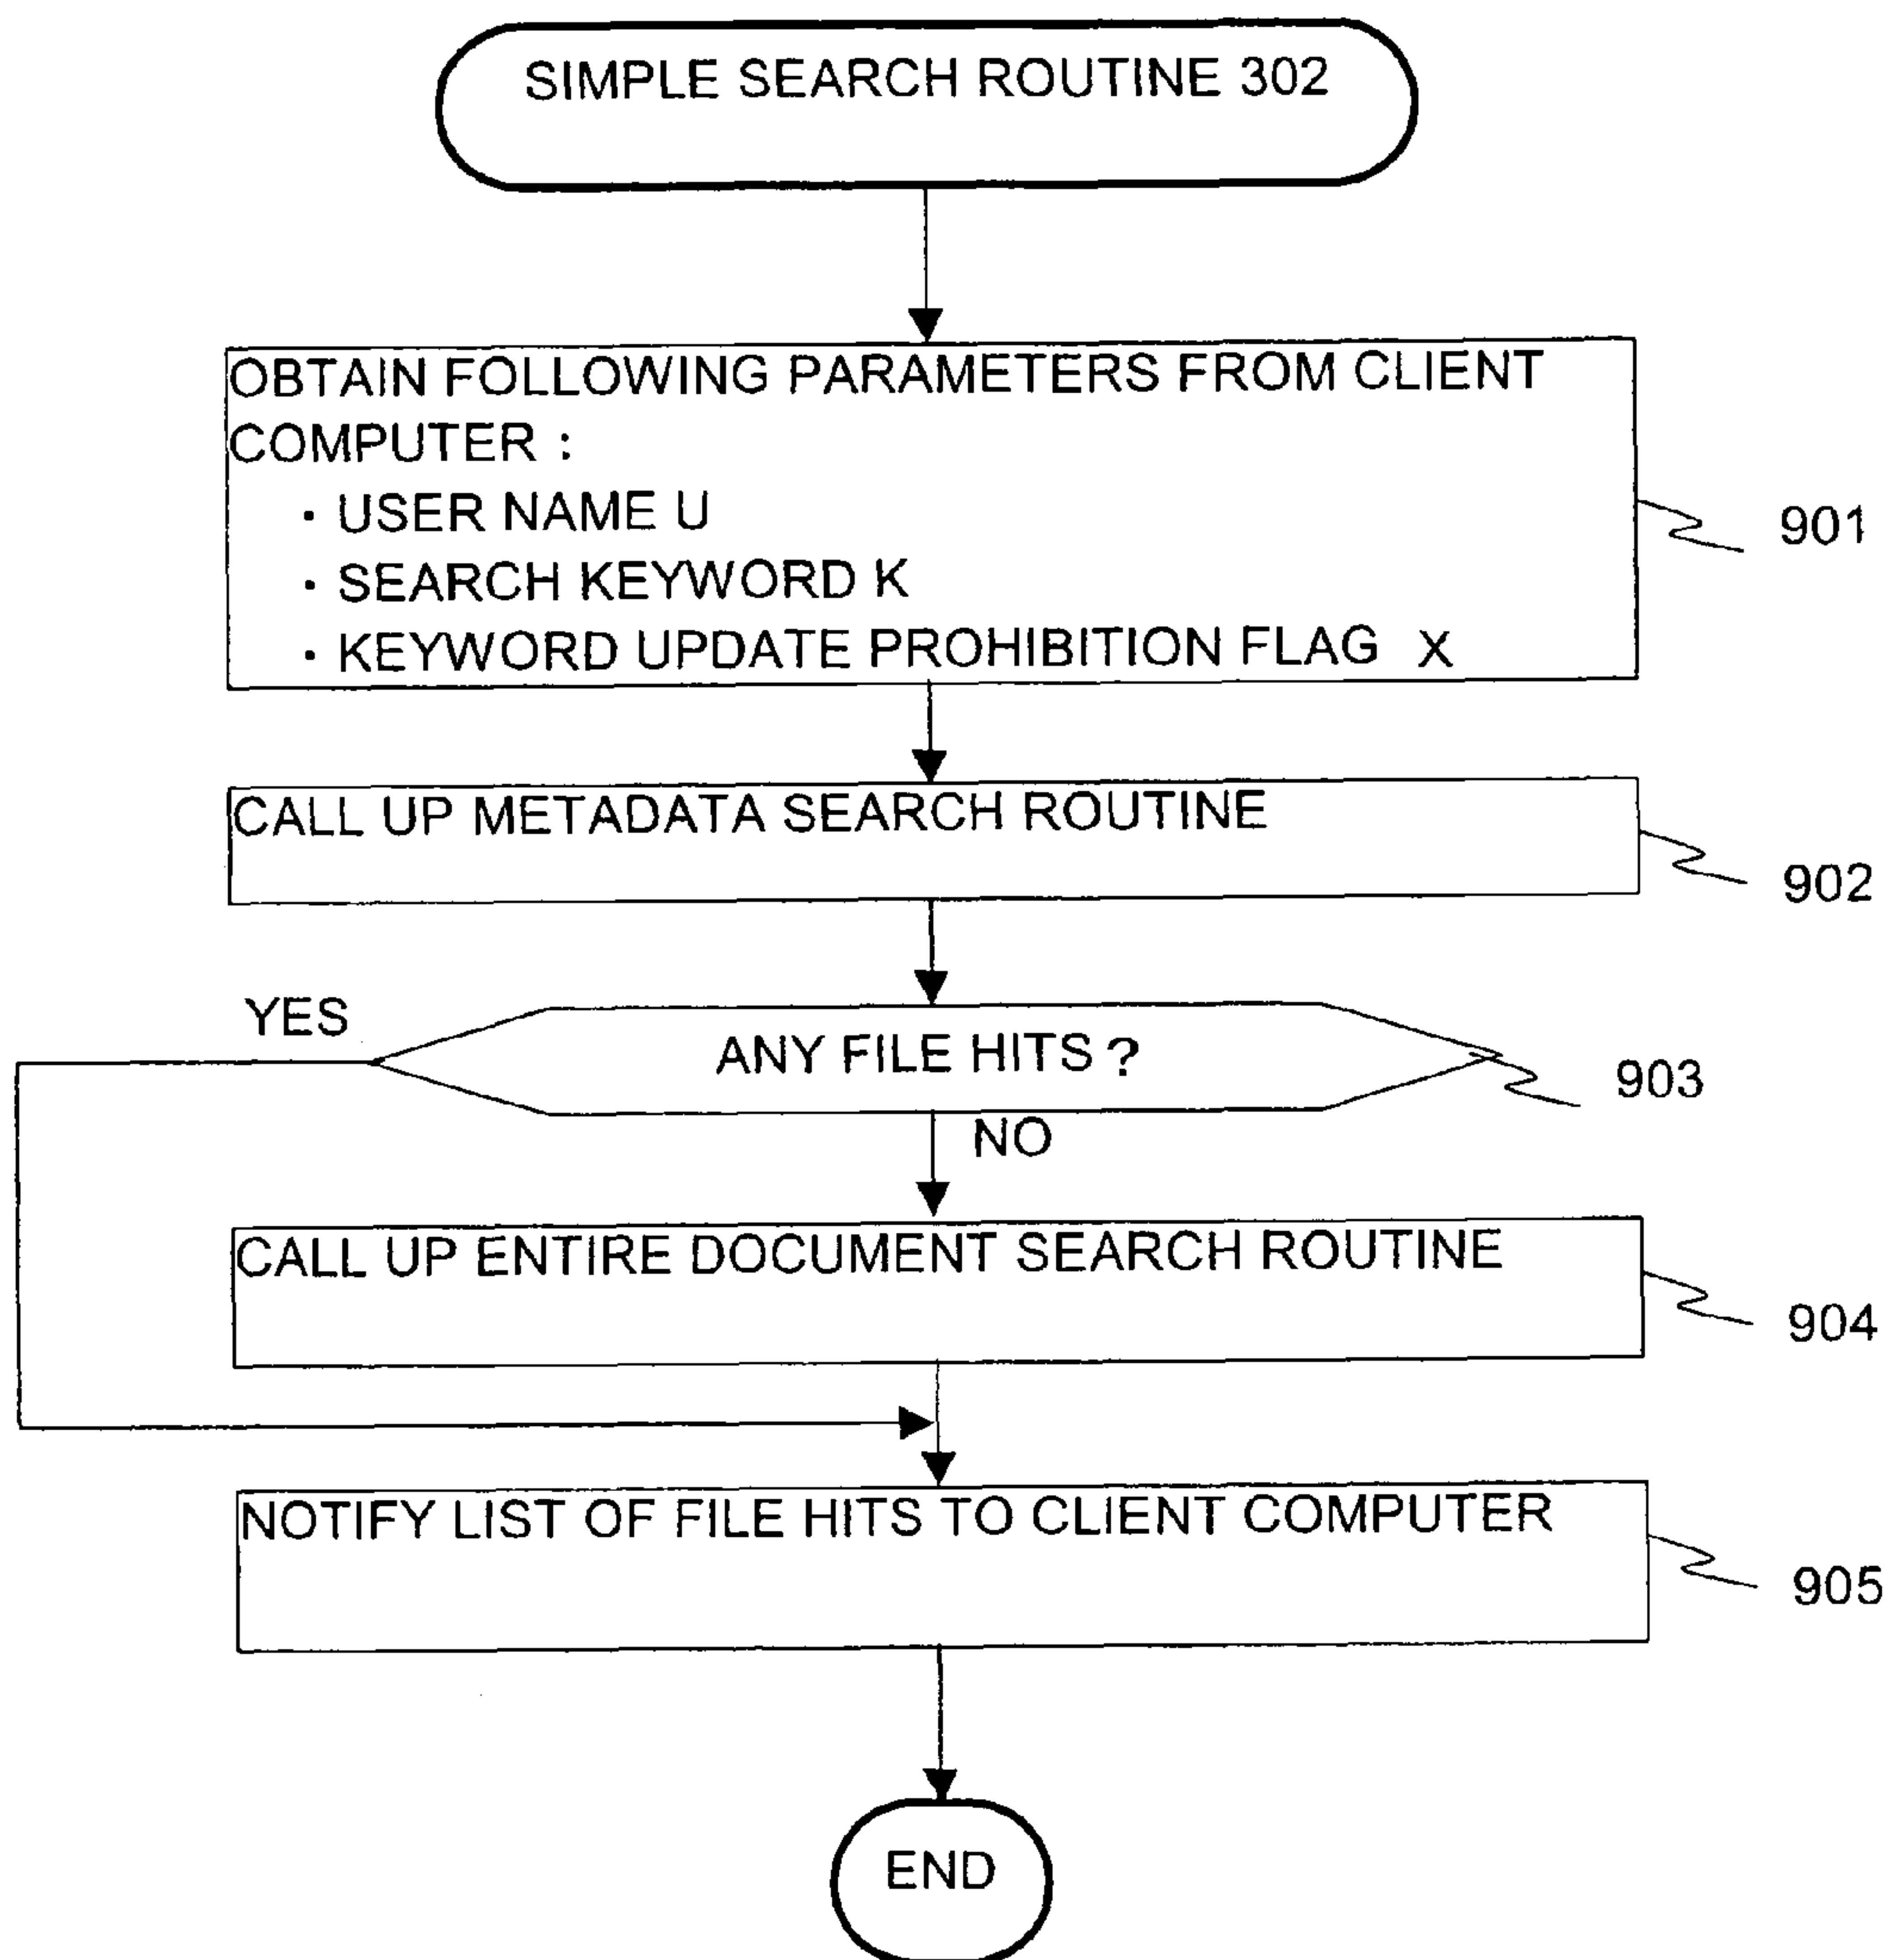 SIMPLE SEARCH ROUTINE 302
OBTAIN FOLLOWING PARAMETERS FROM CLIENT
COMPUTER :
・USER NAME U
・SEARCH KEYWORD K
・KEYWORD UPDATE PROHIBITION FLAG X
901
CALL UP METADATA SEARCH ROUTINE
902
YES
ANY FILE HITS ?
903
NO
CALL UP ENTIRE DOCUMENT SEARCH ROUTINE
904
NOTIFY LIST OF FILE HITS TO CLIENT COMPUTER
905
END